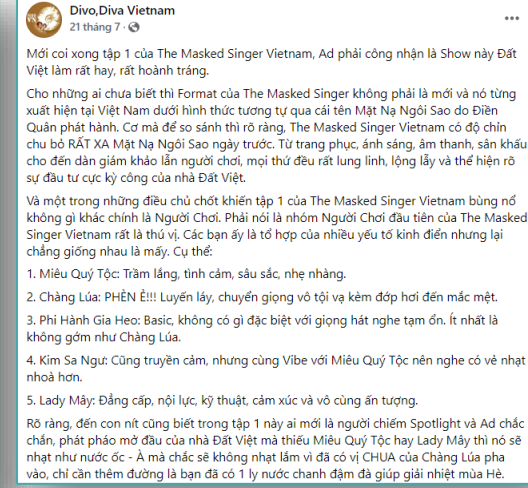 Divo,Diva Vietnam
21 tháng 7 ·
Mới coi xong tập 1 của The Masked Singer Vietnam, Ad phải công nhận là Show này Đất
Việt làm rất hay, rất hoành tráng.
Cho những ai chưa biết thì Format của The Masked Singer không phải là mới và nó từng
xuất hiện tại Việt Nam dưới hình thức tương tự qua cái tên Mặt Nạ Ngôi Sao do Điền
Quân phát hành. Cơ mà để so sánh thì rõ ràng, The Masked Singer Vietnam có độ chỉn
chu bỏ RẤT XA Mặt Nạ Ngôi Sao ngày trước. Từ trang phục, ánh sáng, âm thanh, sân khấu
cho đến dàn giám khảo lẫn người chơi, mọi thứ đều rất lung linh, lộng lẫy và thể hiện rõ
sự đầu tư cực kỳ công của nhà Đất Việt.
Và một trong những điều chủ chốt khiến tập 1 của The Masked Singer Vietnam bùng nổ
không gì khác chính là Người Chơi. Phải nói là nhóm Người Chơi đầu tiên của The Masked
Singer Vietnam rất là thú vị. Các bạn ấy là tổ hợp của nhiều yếu tố kinh điển nhưng lại
chẳng giống nhau là mấy. Cụ thể:
1. Miêu Quý Tộc: Trầm lắng, tình cảm, sâu sắc, nhẹ nhàng.
2. Chàng Lúa: PHÈN Ẻ!!! Luyến láy, chuyển giọng vô tội vạ kèm đớp hơi đến mắc mệt.
3. Phi Hành Gia Heo: Basic, không có gì đặc biệt với giọng hát nghe tạm ổn. Ít nhất là
không gớm như Chàng Lúa.
4. Kim Sa Ngư: Cũng truyền cảm, nhưng cùng Vibe với Miêu Quý Tộc nên nghe có vẻ nhạt
nhoà hơn.
5. Lady Mây: Đẳng cấp, nội lực, kỹ thuật, cảm xúc và vô cùng ấn tượng.
Rõ ràng, đến con nít cũng biết trong tập 1 này ai mới là người chiếm Spotlight và Ad chắc
chắn, phát pháo mở đầu của nhà Đất Việt mà thiếu Miêu Quý Tộc hay Lady Mây thì nó sẽ
nhạt như nước ốc - À mà chắc sẽ không nhạt lắm vì đã có vị CHUA của Chàng Lúa pha
vào, chỉ cần thêm đường là bạn đã có 1 ly nước chanh đậm đà giúp giải nhiệt mùa Hè.